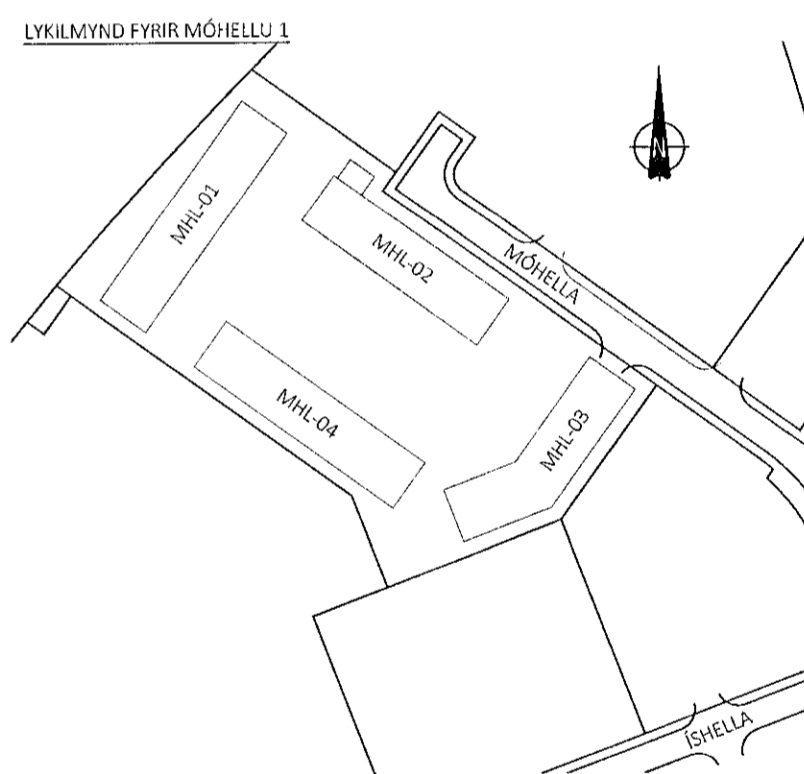 LYKILMYND FYRIR MÓHELLU 1
N
MHL-01
MHL-02
MÓHELLA
MHL-04
MHL-03
ÍSHELLA